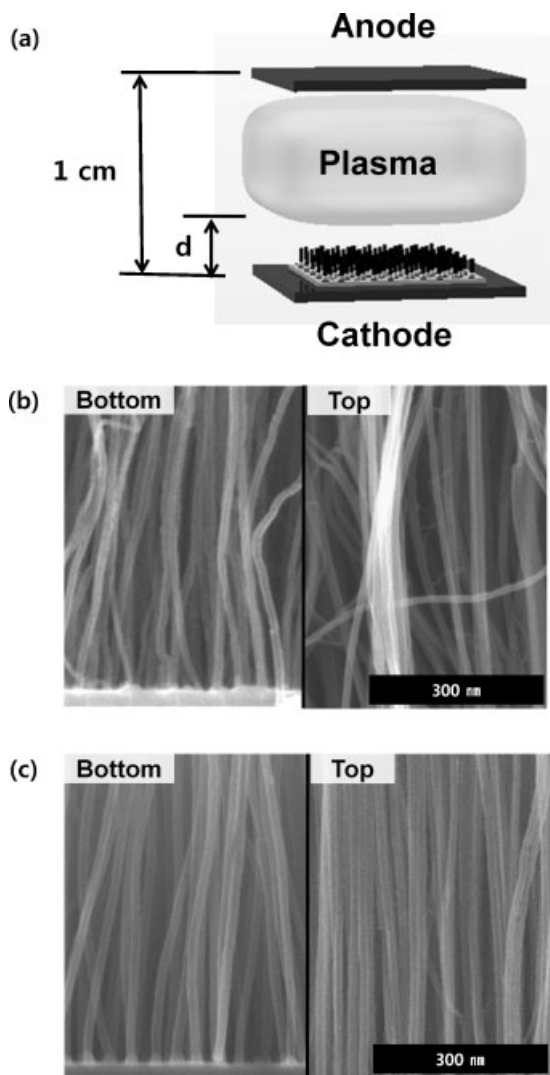 (a)
Anode
1 cm
Plasma
d
Cathode
(b)
Bottom
Top
300 nm
(c)
Bottom
Top
300 nm